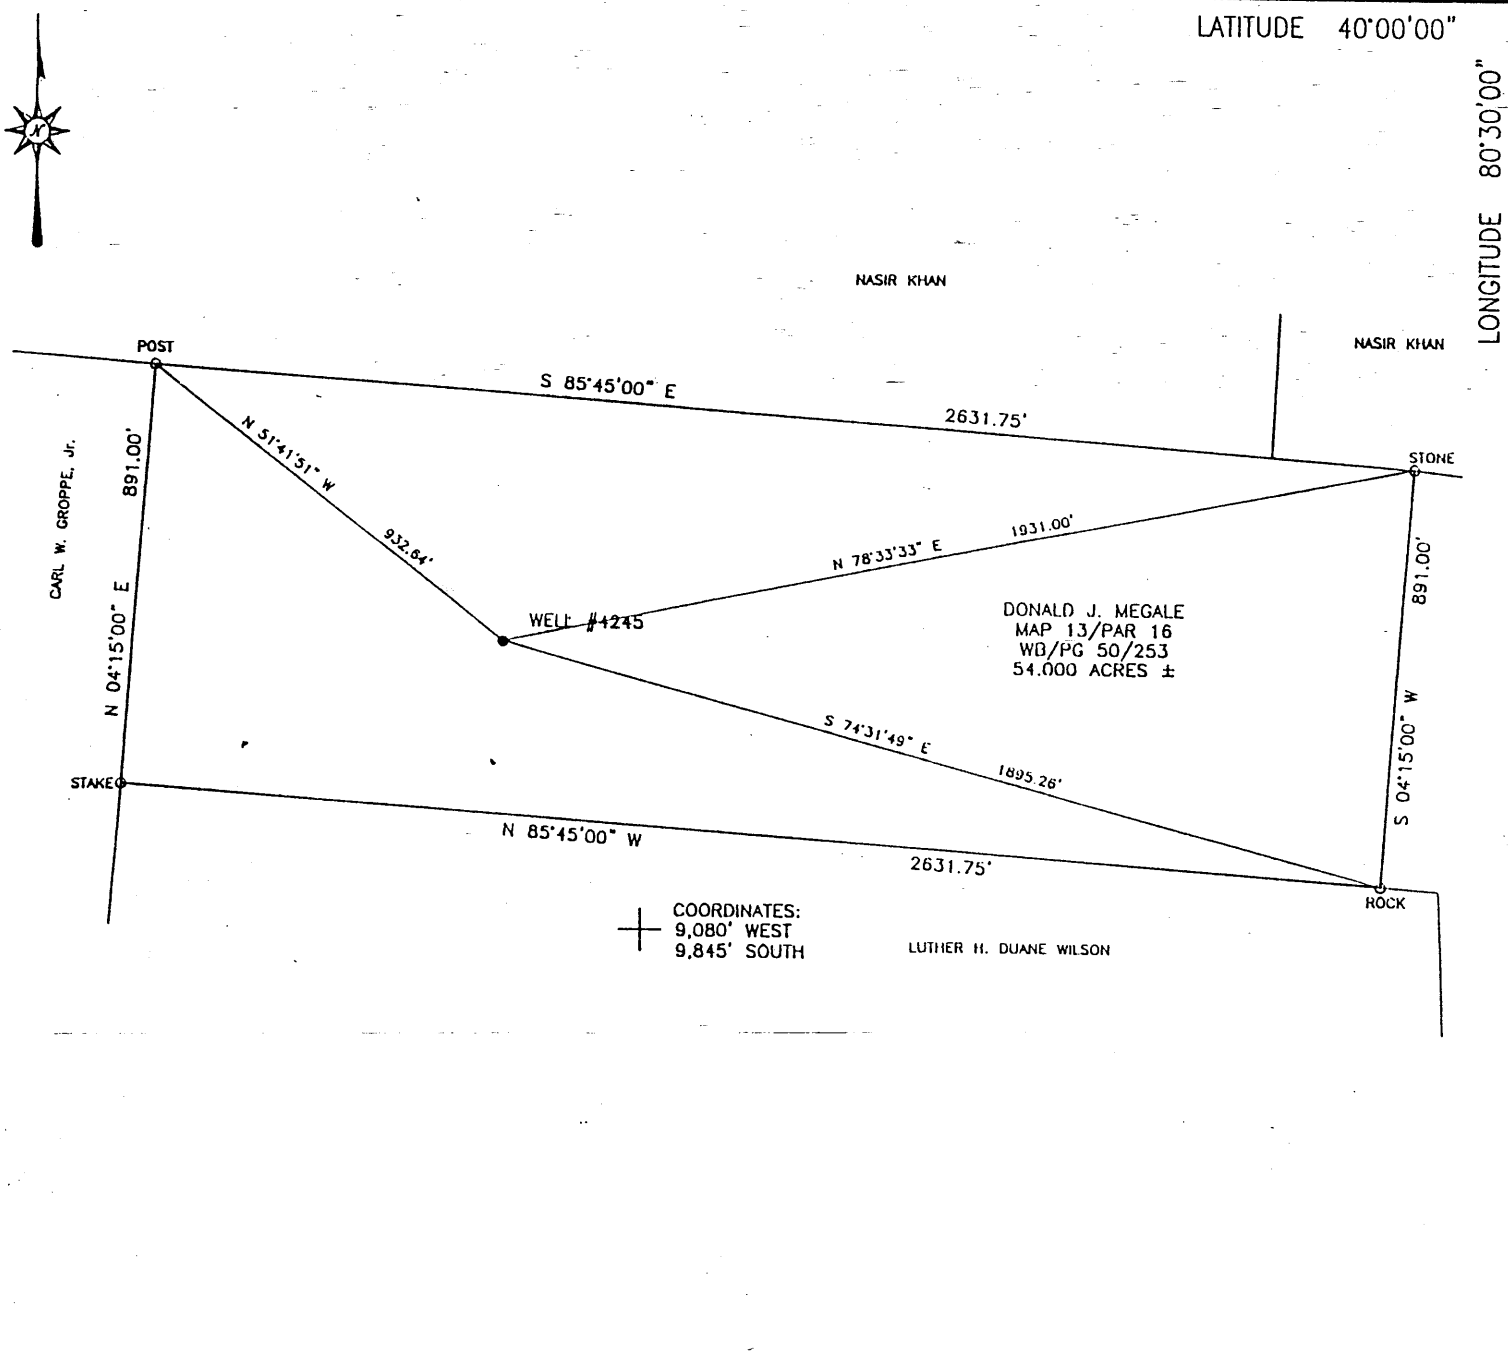 LATITUDE 40°00'00"
LONGITUDE 80°30'00"
N
NASIR KHAN
NASIR KHAN
POST
S 85°45'00" E
2631.75'
STONE
N 51°41'51" W
932.64'
891.00'
N 04°15'00" E
CARL W. GROPPE, Jr.
N 78°33'33" E
1931.00'
891.00'
S 04°15'00" W
WELL #4245
DONALD J. MEGALE
MAP 13/PAR 16
WB/PG 50/253
54.000 ACRES ±
S 74°31'49" E
1895.26'
STAKE
N 85°45'00" W
2631.75'
ROCK
COORDINATES:
9,080' WEST
9,845' SOUTH
LUTHER H. DUANE WILSON